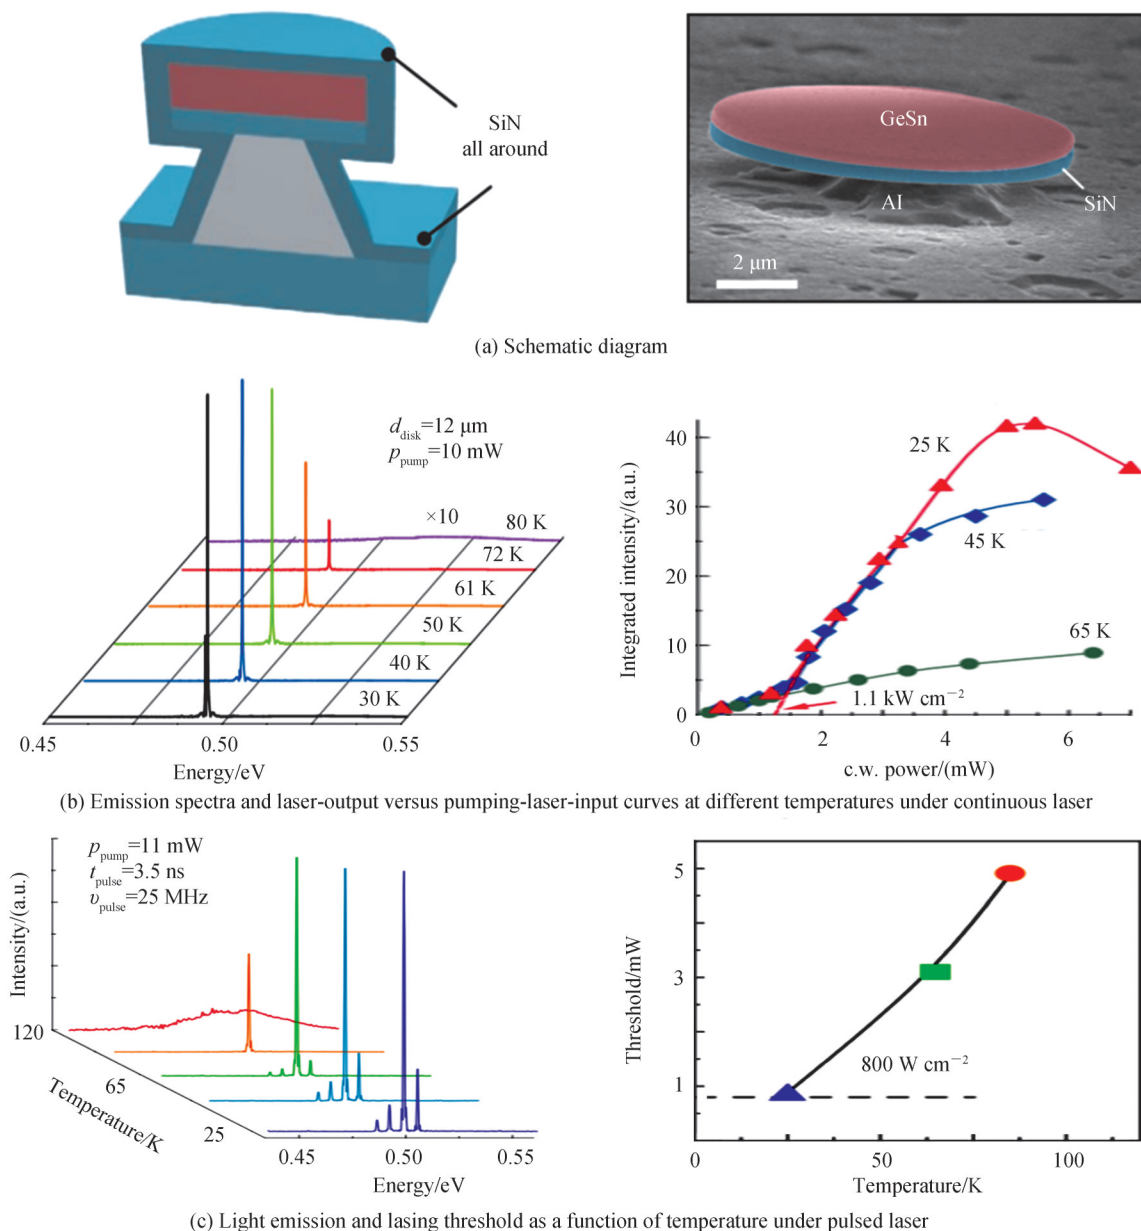 SiN
all around
GeSn
Al
SiN
2 μm
(a) Schematic diagram
d_disk=12 μm
p_pump=10 mW
×10
80 K
72 K
61 K
50 K
40 K
30 K
0.45
0.50
0.55
Energy/eV
Integrated intensity/(a.u.)
40
30
20
10
0
25 K
45 K
65 K
1.1 kW cm⁻²
0
2
4
6
c.w. power/(mW)
(b) Emission spectra and laser-output versus pumping-laser-input curves at different temperatures under continuous laser
p_pump=11 mW
t_pulse=3.5 ns
υ_pulse=25 MHz
Intensity/(a.u.)
120
65
25
Temperature/K
0.45
0.50
0.55
Energy/eV
Threshold/mW
5
3
1
800 W cm⁻²
0
50
100
Temperature/K
(c) Light emission and lasing threshold as a function of temperature under pulsed laser